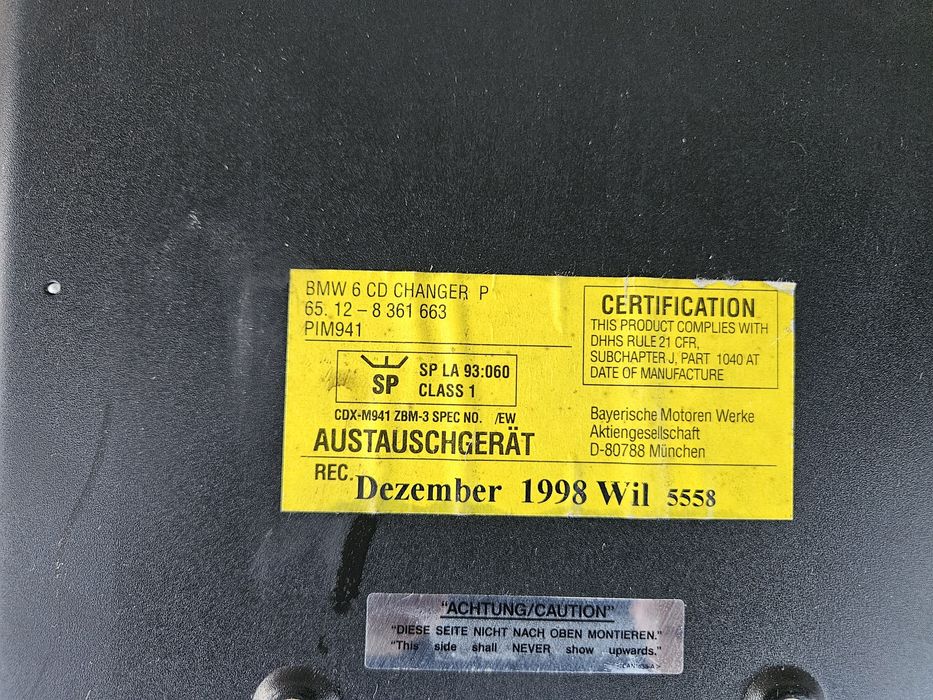 BMW 6 CD CHANGER P
65. 12 – 8 361 663
PIM941
SP
SP LA 93:060
CLASS 1
CDX-M941 ZBM-3 SPEC NO. /EW
AUSTAUSCHGERÄT
REC. Dezember 1998 Wil 5558
CERTIFICATION
THIS PRODUCT COMPLIES WITH
DHHS RULE 21 CFR,
SUBCHAPTER J, PART 1040 AT
DATE OF MANUFACTURE
Bayerische Motoren Werke
Aktiengesellschaft
D-80788 München
"ACHTUNG/CAUTION"
"DIESE SEITE NICHT NACH OBEN MONTIEREN."
"This side shall NEVER show upwards."